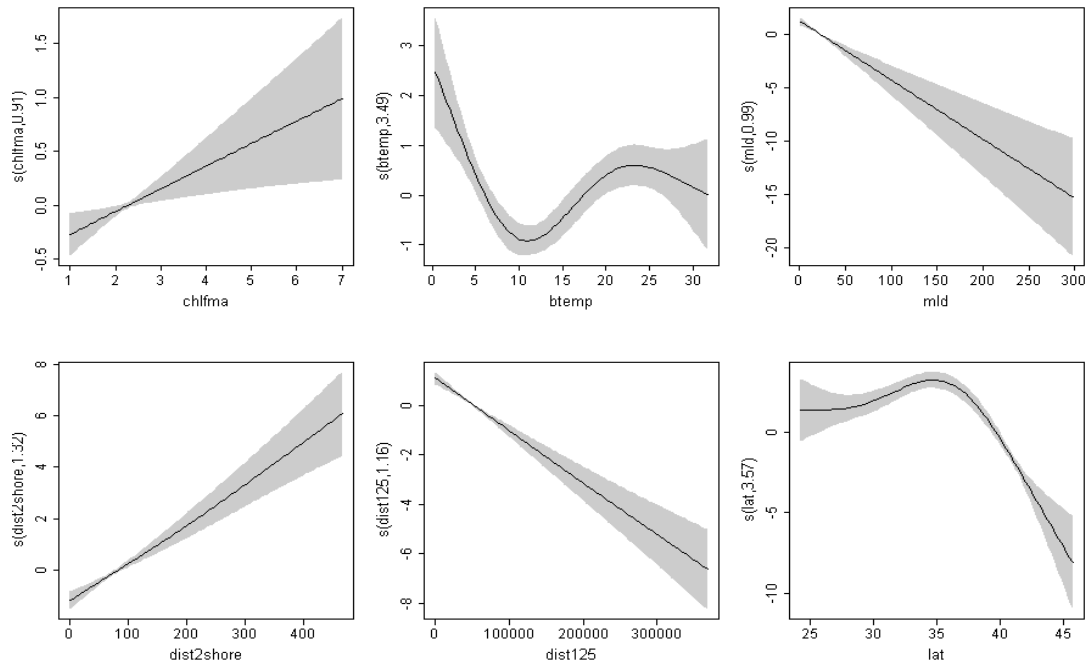 s(chlfma,0.91)
1.5
1.0
0.5
0.0
-0.5
1 2 3 4 5 6 7
chlfma
s(btemp,3.49)
3
2
1
0
-1
0 5 10 15 20 25 30
btemp
s(mld,0.99)
0
-5
-10
-15
-20
0 50 100 150 200 250 300
mld
s(dist2shore,1.32)
8
6
4
2
0
0 100 200 300 400
dist2shore
s(dist125,1.16)
0
-2
-4
-6
-8
0 100000 200000 300000
dist125
s(lat,3.57)
0
-5
-10
25 30 35 40 45
lat